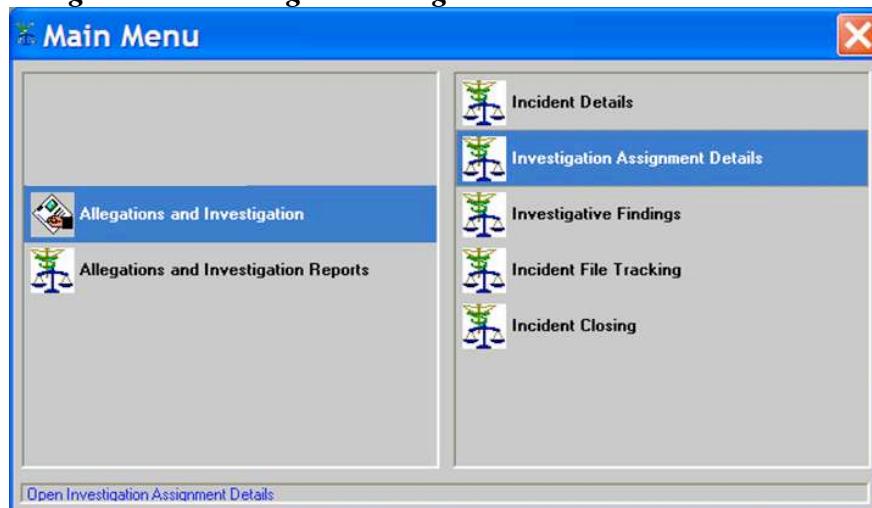 Main Menu
Allegations and Investigation
Allegations and Investigation Reports
Incident Details
Investigation Assignment Details
Investigative Findings
Incident File Tracking
Incident Closing
Open Investigation Assignment Details